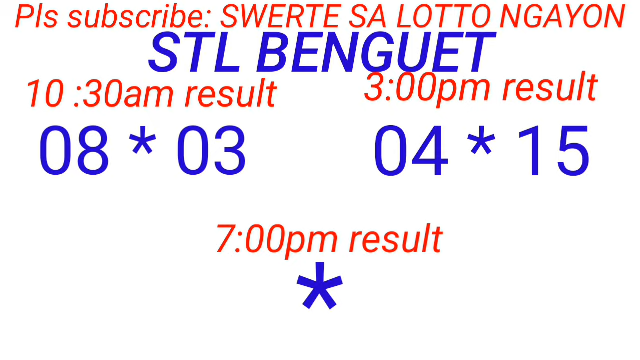 Pls subscribe: SWERTE SA LOTTO NGAYON
STL BENGUET
10 :30am result
3:00pm result
08 * 03
04 * 15
7:00pm result
*